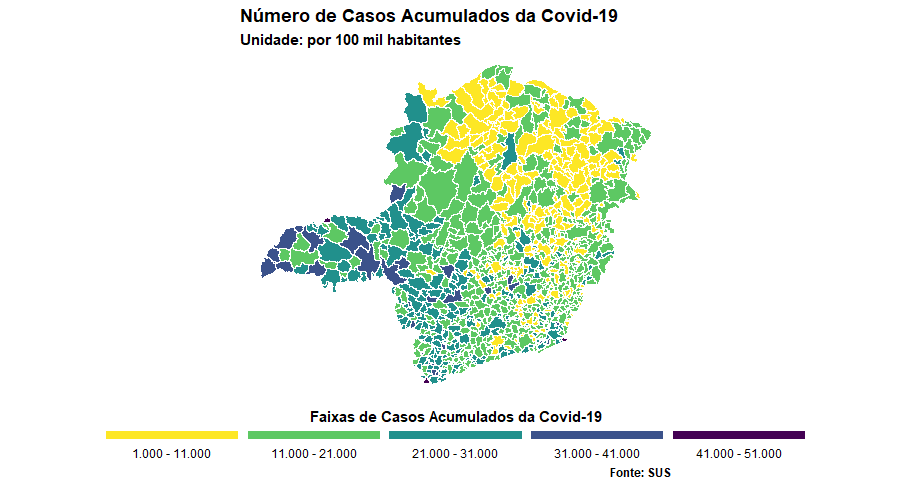 Número de Casos Acumulados da Covid-19
Unidade: por 100 mil habitantes
Faixas de Casos Acumulados da Covid-19
1.000 - 11.000
11.000 - 21.000
21.000 - 31.000
31.000 - 41.000
41.000 - 51.000
Fonte: SUS